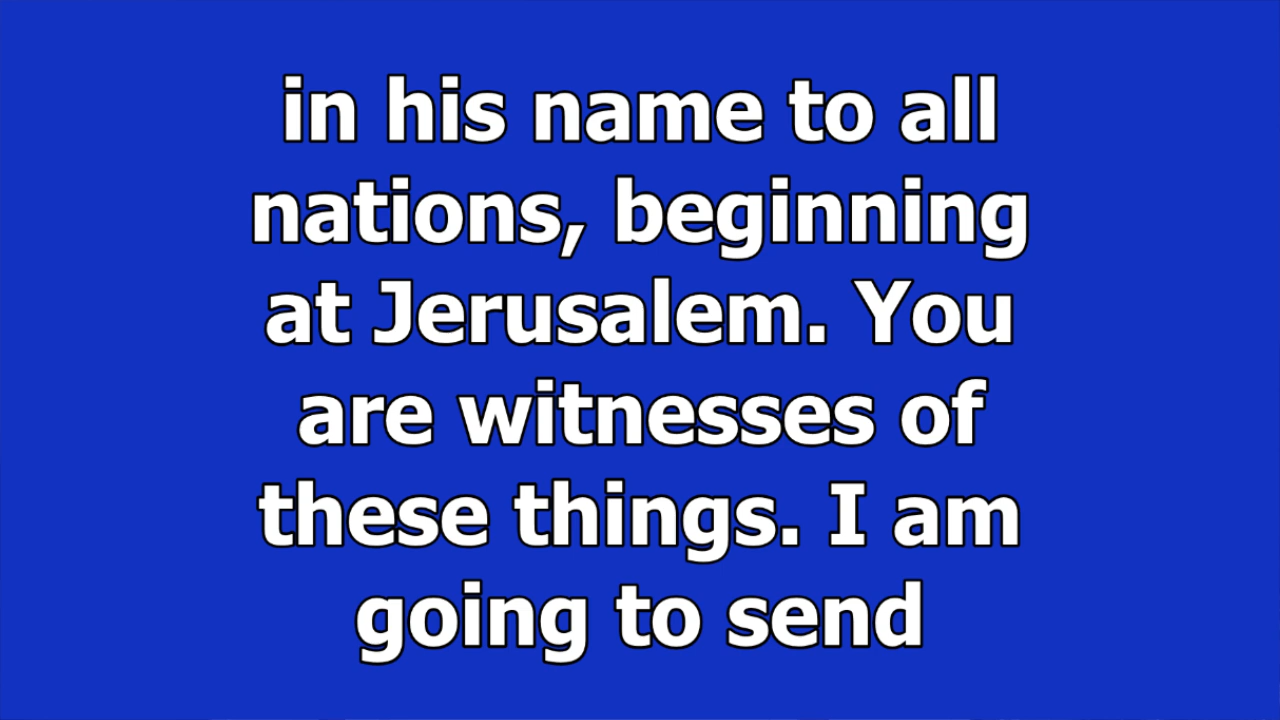 in his name to all
nations, beginning
at Jerusalem. You
are witnesses of
these things. I am
going to send